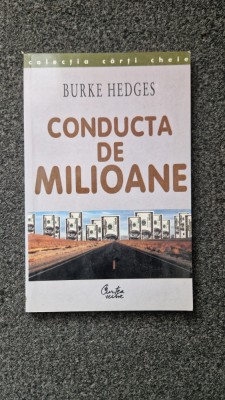 colecția cărți cheie
BURKE HEDGES
CONDUCTA
DE
MILIOANE
Curtea
veche